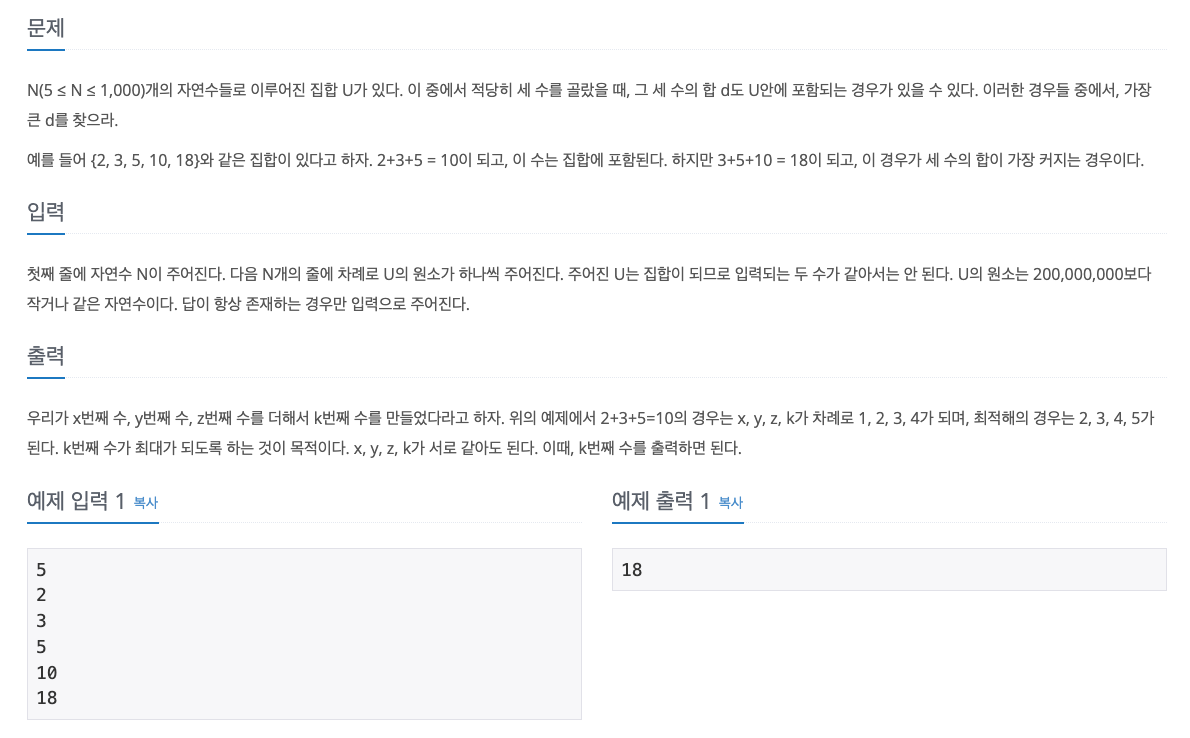 문제
N(5 ≤ N ≤ 1,000)개의 자연수들로 이루어진 집합 U가 있다. 이 중에서 적당히 세 수를 골랐을 때, 그 세 수의 합 d도 U안에 포함되는 경우가 있을 수 있다. 이러한 경우들 중에서, 가장
큰 d를 찾으라.
예를 들어 {2, 3, 5, 10, 18}와 같은 집합이 있다고 하자. 2+3+5 = 10이 되고, 이 수는 집합에 포함된다. 하지만 3+5+10 = 18이 되고, 이 경우가 세 수의 합이 가장 커지는 경우이다.
입력
첫째 줄에 자연수 N이 주어진다. 다음 N개의 줄에 차례로 U의 원소가 하나씩 주어진다. 주어진 U는 집합이 되므로 입력되는 두 수가 같아서는 안 된다. U의 원소는 200,000,000보다
작거나 같은 자연수이다. 답이 항상 존재하는 경우만 입력으로 주어진다.
출력
우리가 x번째 수, y번째 수, z번째 수를 더해서 k번째 수를 만들었다라고 하자. 위의 예제에서 2+3+5=10의 경우는 x, y, z, k가 차례로 1, 2, 3, 4가 되며, 최적해의 경우는 2, 3, 4, 5가
된다. k번째 수가 최대가 되도록 하는 것이 목적이다. x, y, z, k가 서로 같아도 된다. 이때, k번째 수를 출력하면 된다.
예제 입력 1 복사
5
2
3
5
10
18
예제 출력 1 복사
18